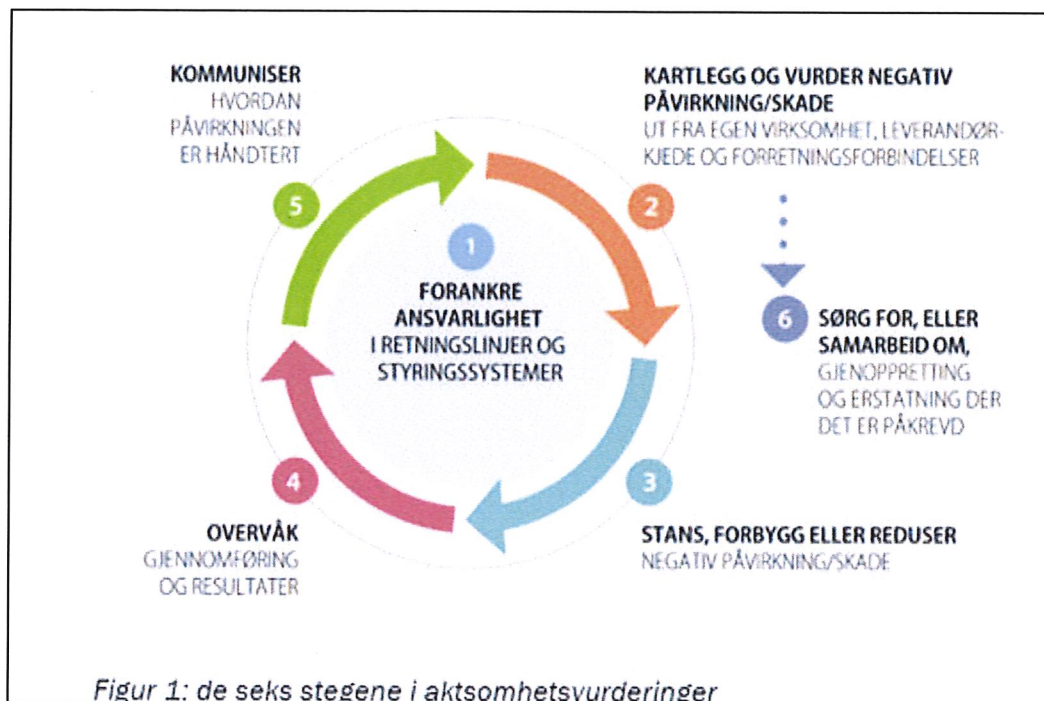 1
FORANKRE
ANSVARLIGHET
I RETNINGSLINJER OG
STYRINGSSYSTEMER
2
KARTLEGG OG VURDER NEGATIV
PÅVIRKNING/SKADE
UT FRA EGEN VIRKSOMHET, LEVERANDØR-
KJEDE OG FORRETNINGSFORBINDELSER
3
STANS, FORBYGG ELLER REDUSER
NEGATIV PÅVIRKNING/SKADE
4
OVERVÅK
GJENNOMFØRING
OG RESULTATER
5
KOMMUNISER
HVORDAN
PÅVIRKNINGEN
ER HÅNDTERT
6
SØRG FOR, ELLER
SAMARBEID OM,
GJENOPPRETTING
OG ERSTATNING DER
DET ER PÅKREVD
Figur 1: de seks stegene i aktsomhetsvurderinger